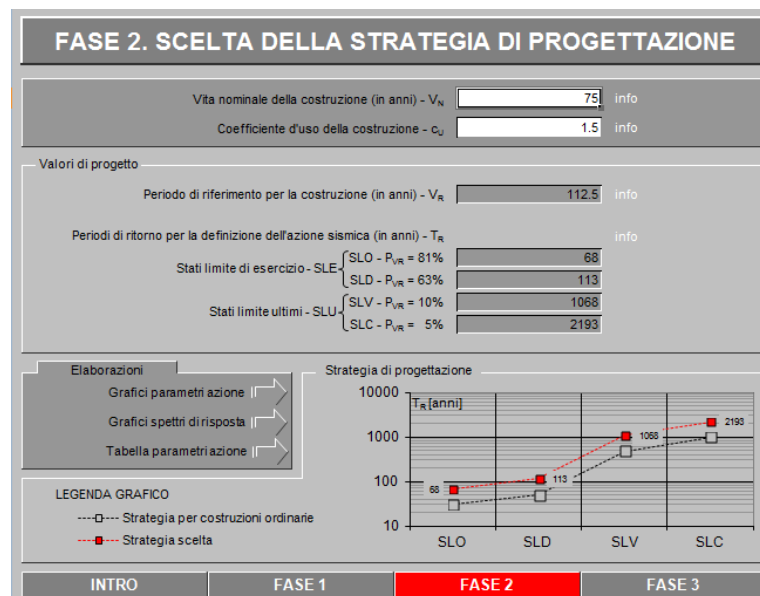 FASE 2. SCELTA DELLA STRATEGIA DI PROGETTAZIONE
Vita nominale della costruzione (in anni) - VN 75 info
Coefficiente d'uso della costruzione - cU 1.5 info
Valori di progetto
Periodo di riferimento per la costruzione (in anni) - VR 112.5 info
Periodi di ritorno per la definizione dell'azione sismica (in anni) - TR info
Stati limite di esercizio - SLE
SLO - PVR = 81% 68
SLD - PVR = 63% 113
Stati limite ultimi - SLU
SLV - PVR = 10% 1068
SLC - PVR = 5% 2193
Elaborazioni
Grafici parametri azione
Grafici spettri di risposta
Tabella parametri azione
LEGENDA GRAFICO
Strategia per costruzioni ordinarie
Strategia scelta
Strategia di progettazione
TR [anni]
10000
1000
100
10
68
113
1068
2193
SLO SLD SLV SLC
INTRO FASE 1 FASE 2 FASE 3